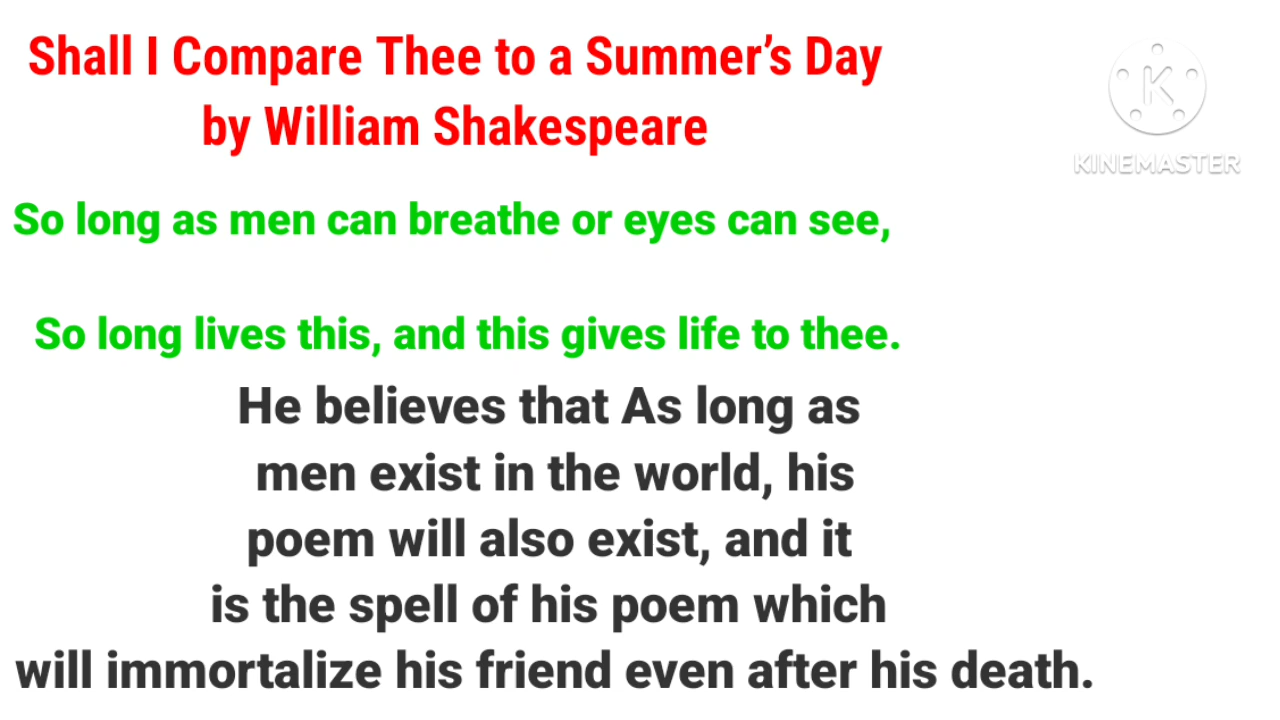 Shall I Compare Thee to a Summer’s Day
by William Shakespeare
KINEMASTER
So long as men can breathe or eyes can see,
So long lives this, and this gives life to thee.
He believes that As long as
men exist in the world, his
poem will also exist, and it
is the spell of his poem which
will immortalize his friend even after his death.